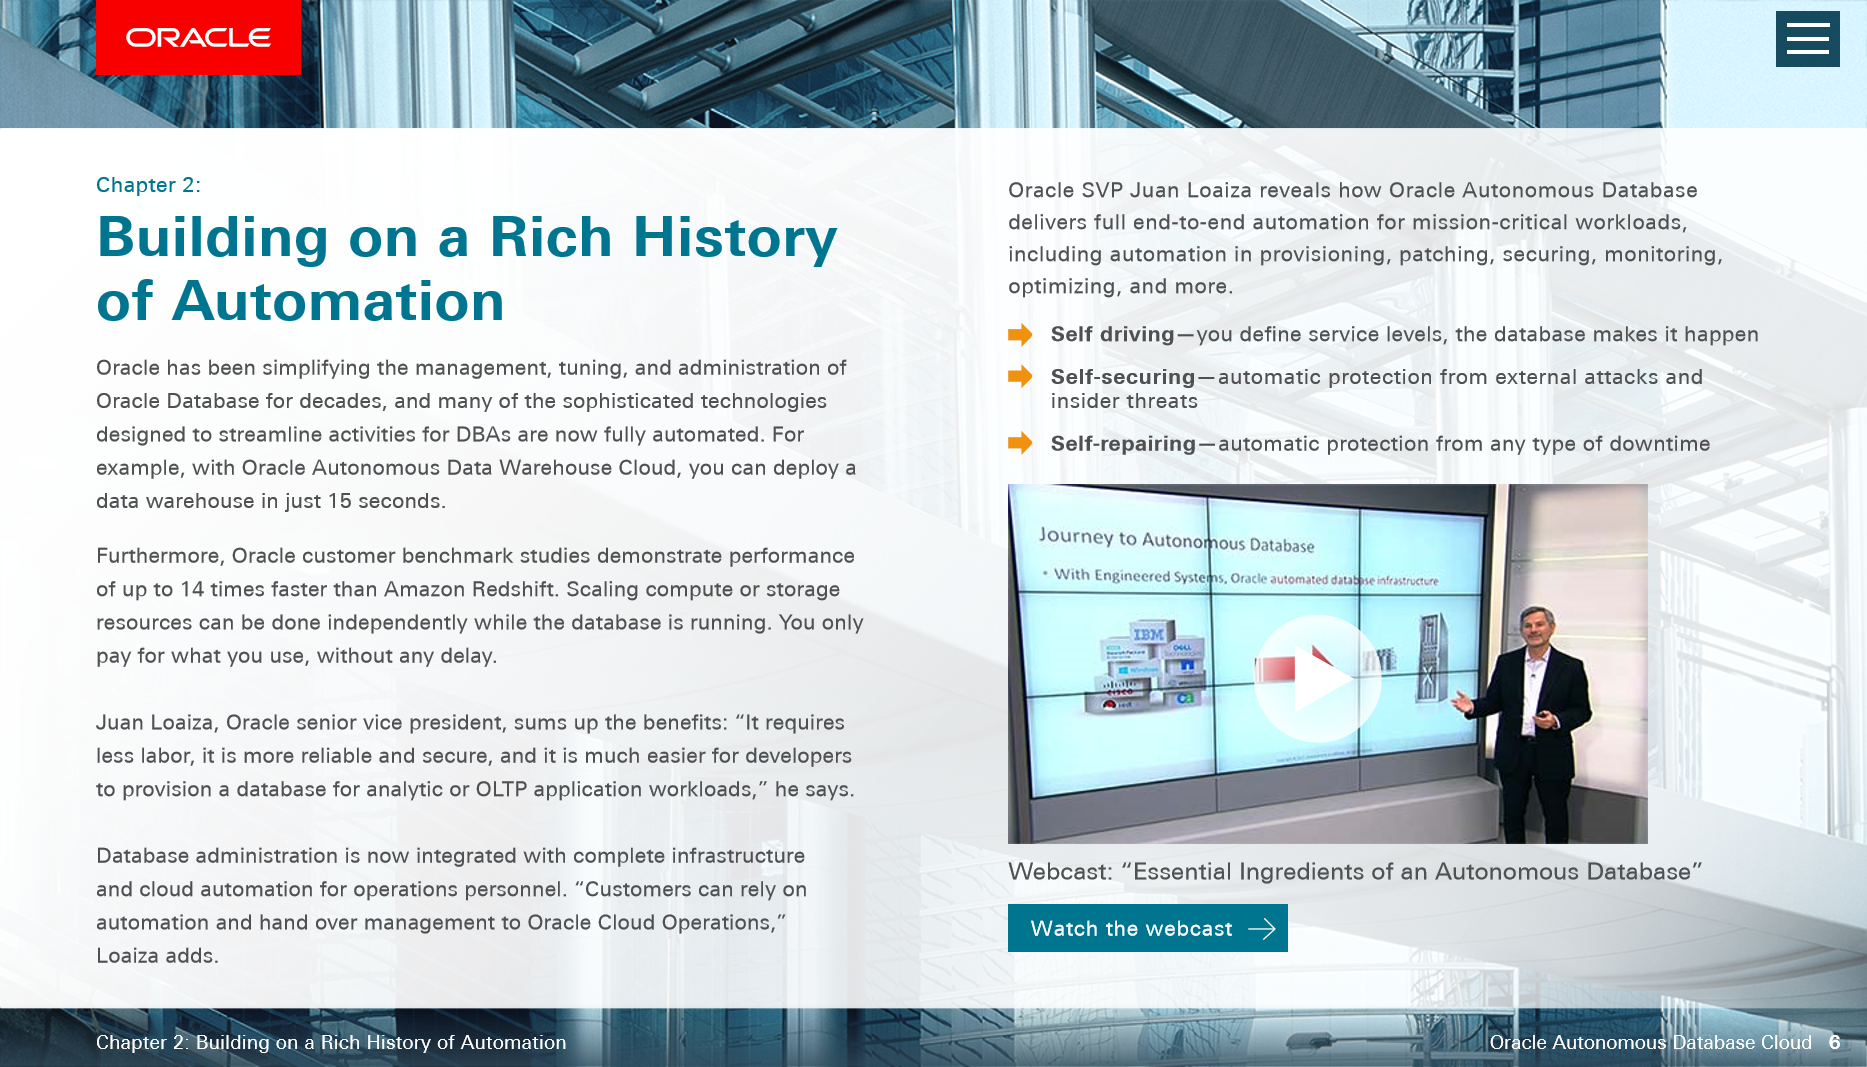 ORACLE
Chapter 2:
Building on a Rich History
of Automation
Oracle has been simplifying the management, tuning, and administration of
Oracle Database for decades, and many of the sophisticated technologies
designed to streamline activities for DBAs are now fully automated. For
example, with Oracle Autonomous Data Warehouse Cloud, you can deploy a
data warehouse in just 15 seconds.
Furthermore, Oracle customer benchmark studies demonstrate performance
of up to 14 times faster than Amazon Redshift. Scaling compute or storage
resources can be done independently while the database is running. You only
pay for what you use, without any delay.
Juan Loaiza, Oracle senior vice president, sums up the benefits: “It requires
less labor, it is more reliable and secure, and it is much easier for developers
to provision a database for analytic or OLTP application workloads,” he says.
Database administration is now integrated with complete infrastructure
and cloud automation for operations personnel. “Customers can rely on
automation and hand over management to Oracle Cloud Operations,”
Loaiza adds.
Oracle SVP Juan Loaiza reveals how Oracle Autonomous Database
delivers full end-to-end automation for mission-critical workloads,
including automation in provisioning, patching, securing, monitoring,
optimizing, and more.
Self driving—you define service levels, the database makes it happen
Self-securing—automatic protection from external attacks and
insider threats
Self-repairing—automatic protection from any type of downtime
Journey to Autonomous Database
• With Engineered Systems, Oracle automated database infrastructure
IBM
DELL
Windows
CISCO
ca
Webcast: “Essential Ingredients of an Autonomous Database”
Watch the webcast
Chapter 2: Building on a Rich History of Automation
Oracle Autonomous Database Cloud 6